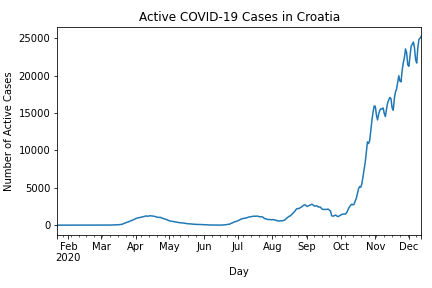 Active COVID-19 Cases in Croatia
Number of Active Cases
25000
20000
15000
10000
5000
0
Feb Mar Apr May Jun Jul Aug Sep Oct Nov Dec
2020
Day